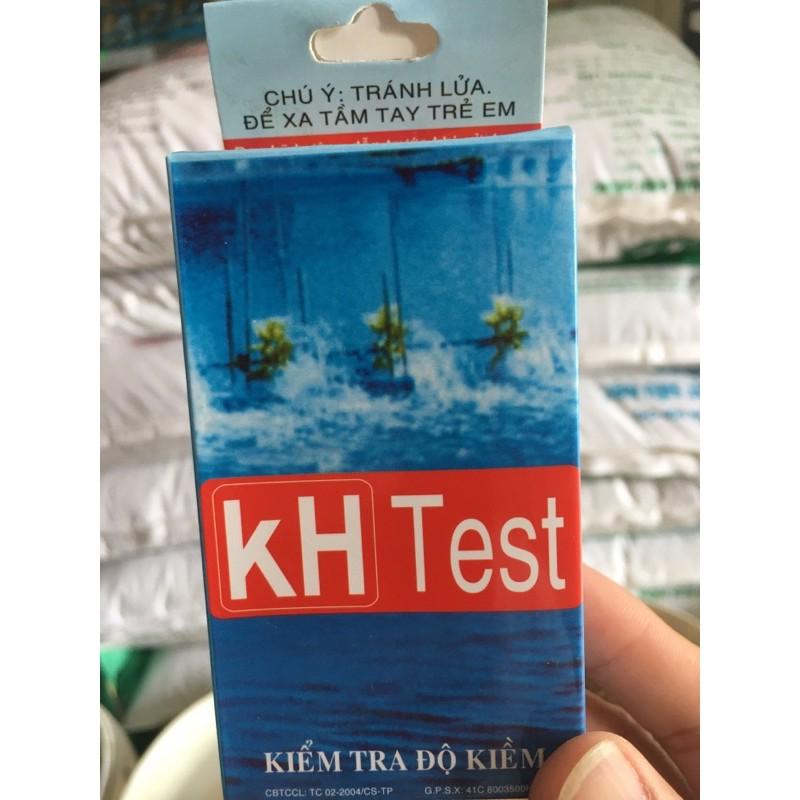 CHÚ Ý: TRÁNH LỬA.
ĐỂ XA TẦM TAY TRẺ EM
kH Test
KIỂM TRA ĐỘ KIỀM
CBTCCL: TC 02-2004/CS-TP G.P.S.X: 41C